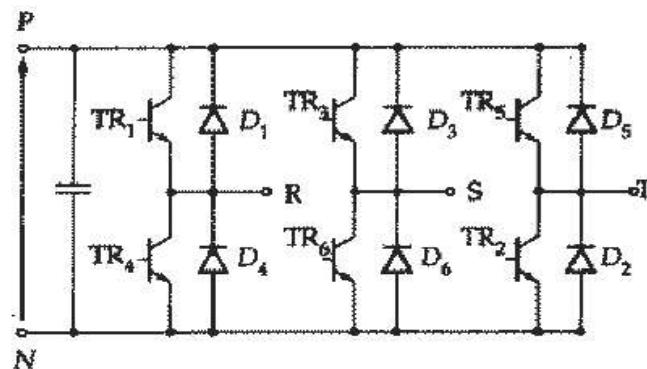 P
TR₁ D₁ TR₃ D₃ TR₅ D₅
R S T
TR₄ D₄ TR₆ D₆ TR₂ D₂
N